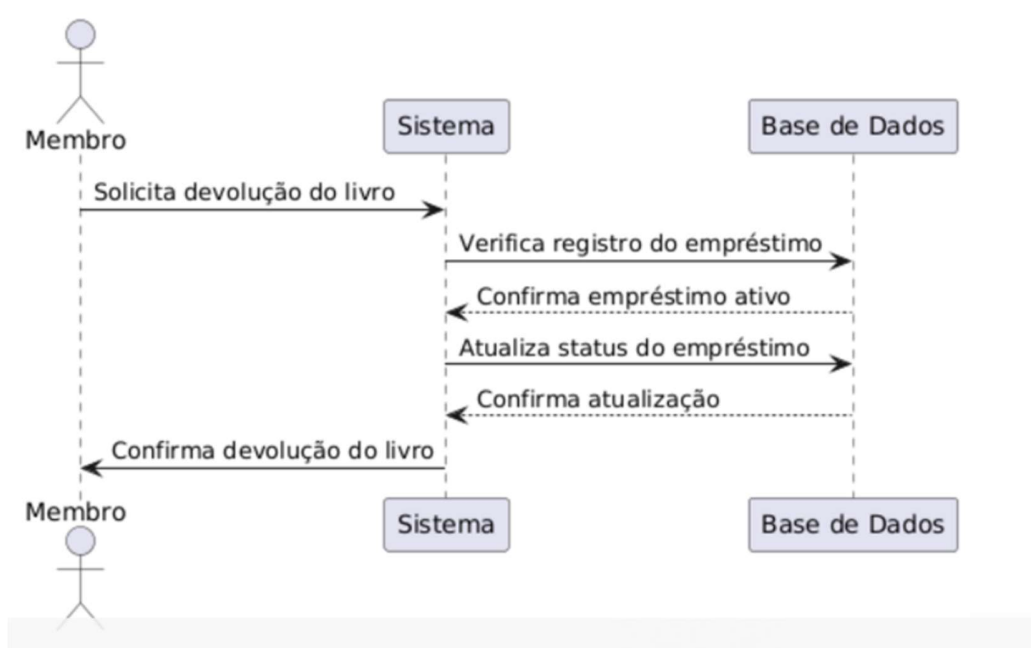 Membro
Sistema
Base de Dados
Solicita devolução do livro
Verifica registro do empréstimo
Confirma empréstimo ativo
Atualiza status do empréstimo
Confirma atualização
Confirma devolução do livro
Membro
Sistema
Base de Dados